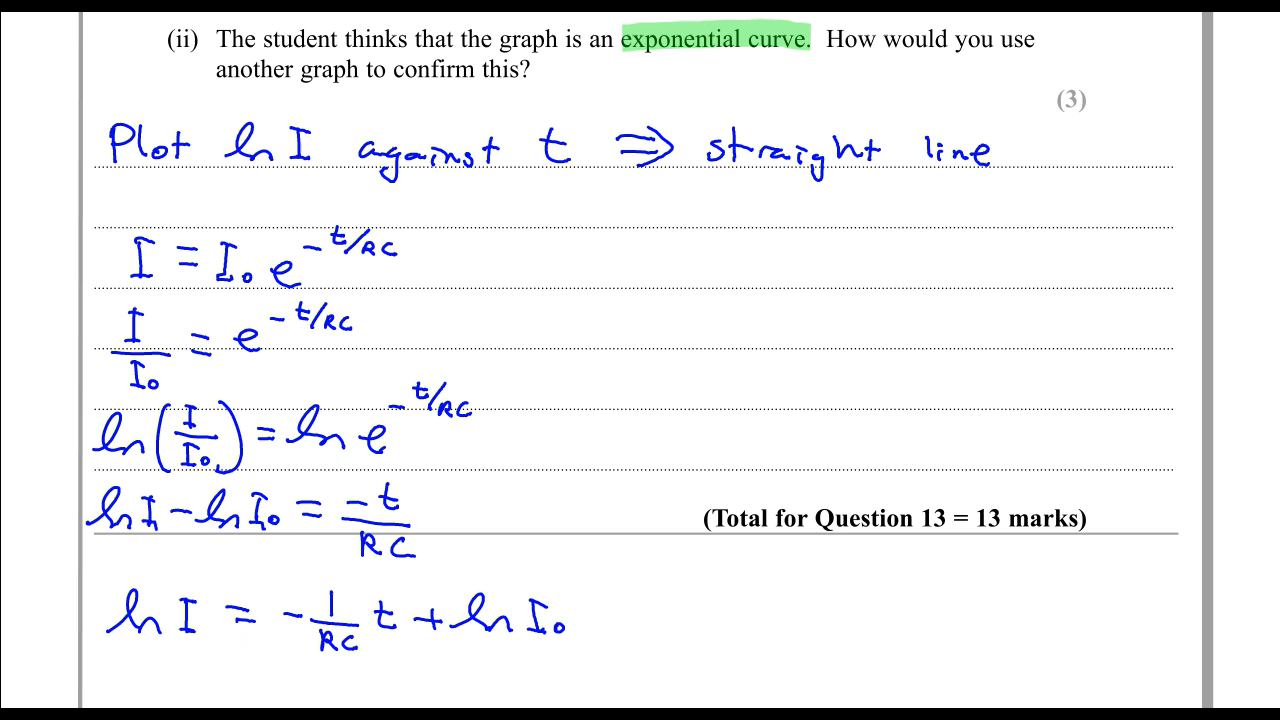 (ii) The student thinks that the graph is an exponential curve. How would you use
another graph to confirm this?
(3)
Plot ln I against t ⇒ straight line
I = I₀ e^(-t/RC)
I/I₀ = e^(-t/RC)
ln(I/I₀) = ln e^(-t/RC)
ln I - ln I₀ = -t/RC
(Total for Question 13 = 13 marks)
ln I = -1/RC t + ln I₀